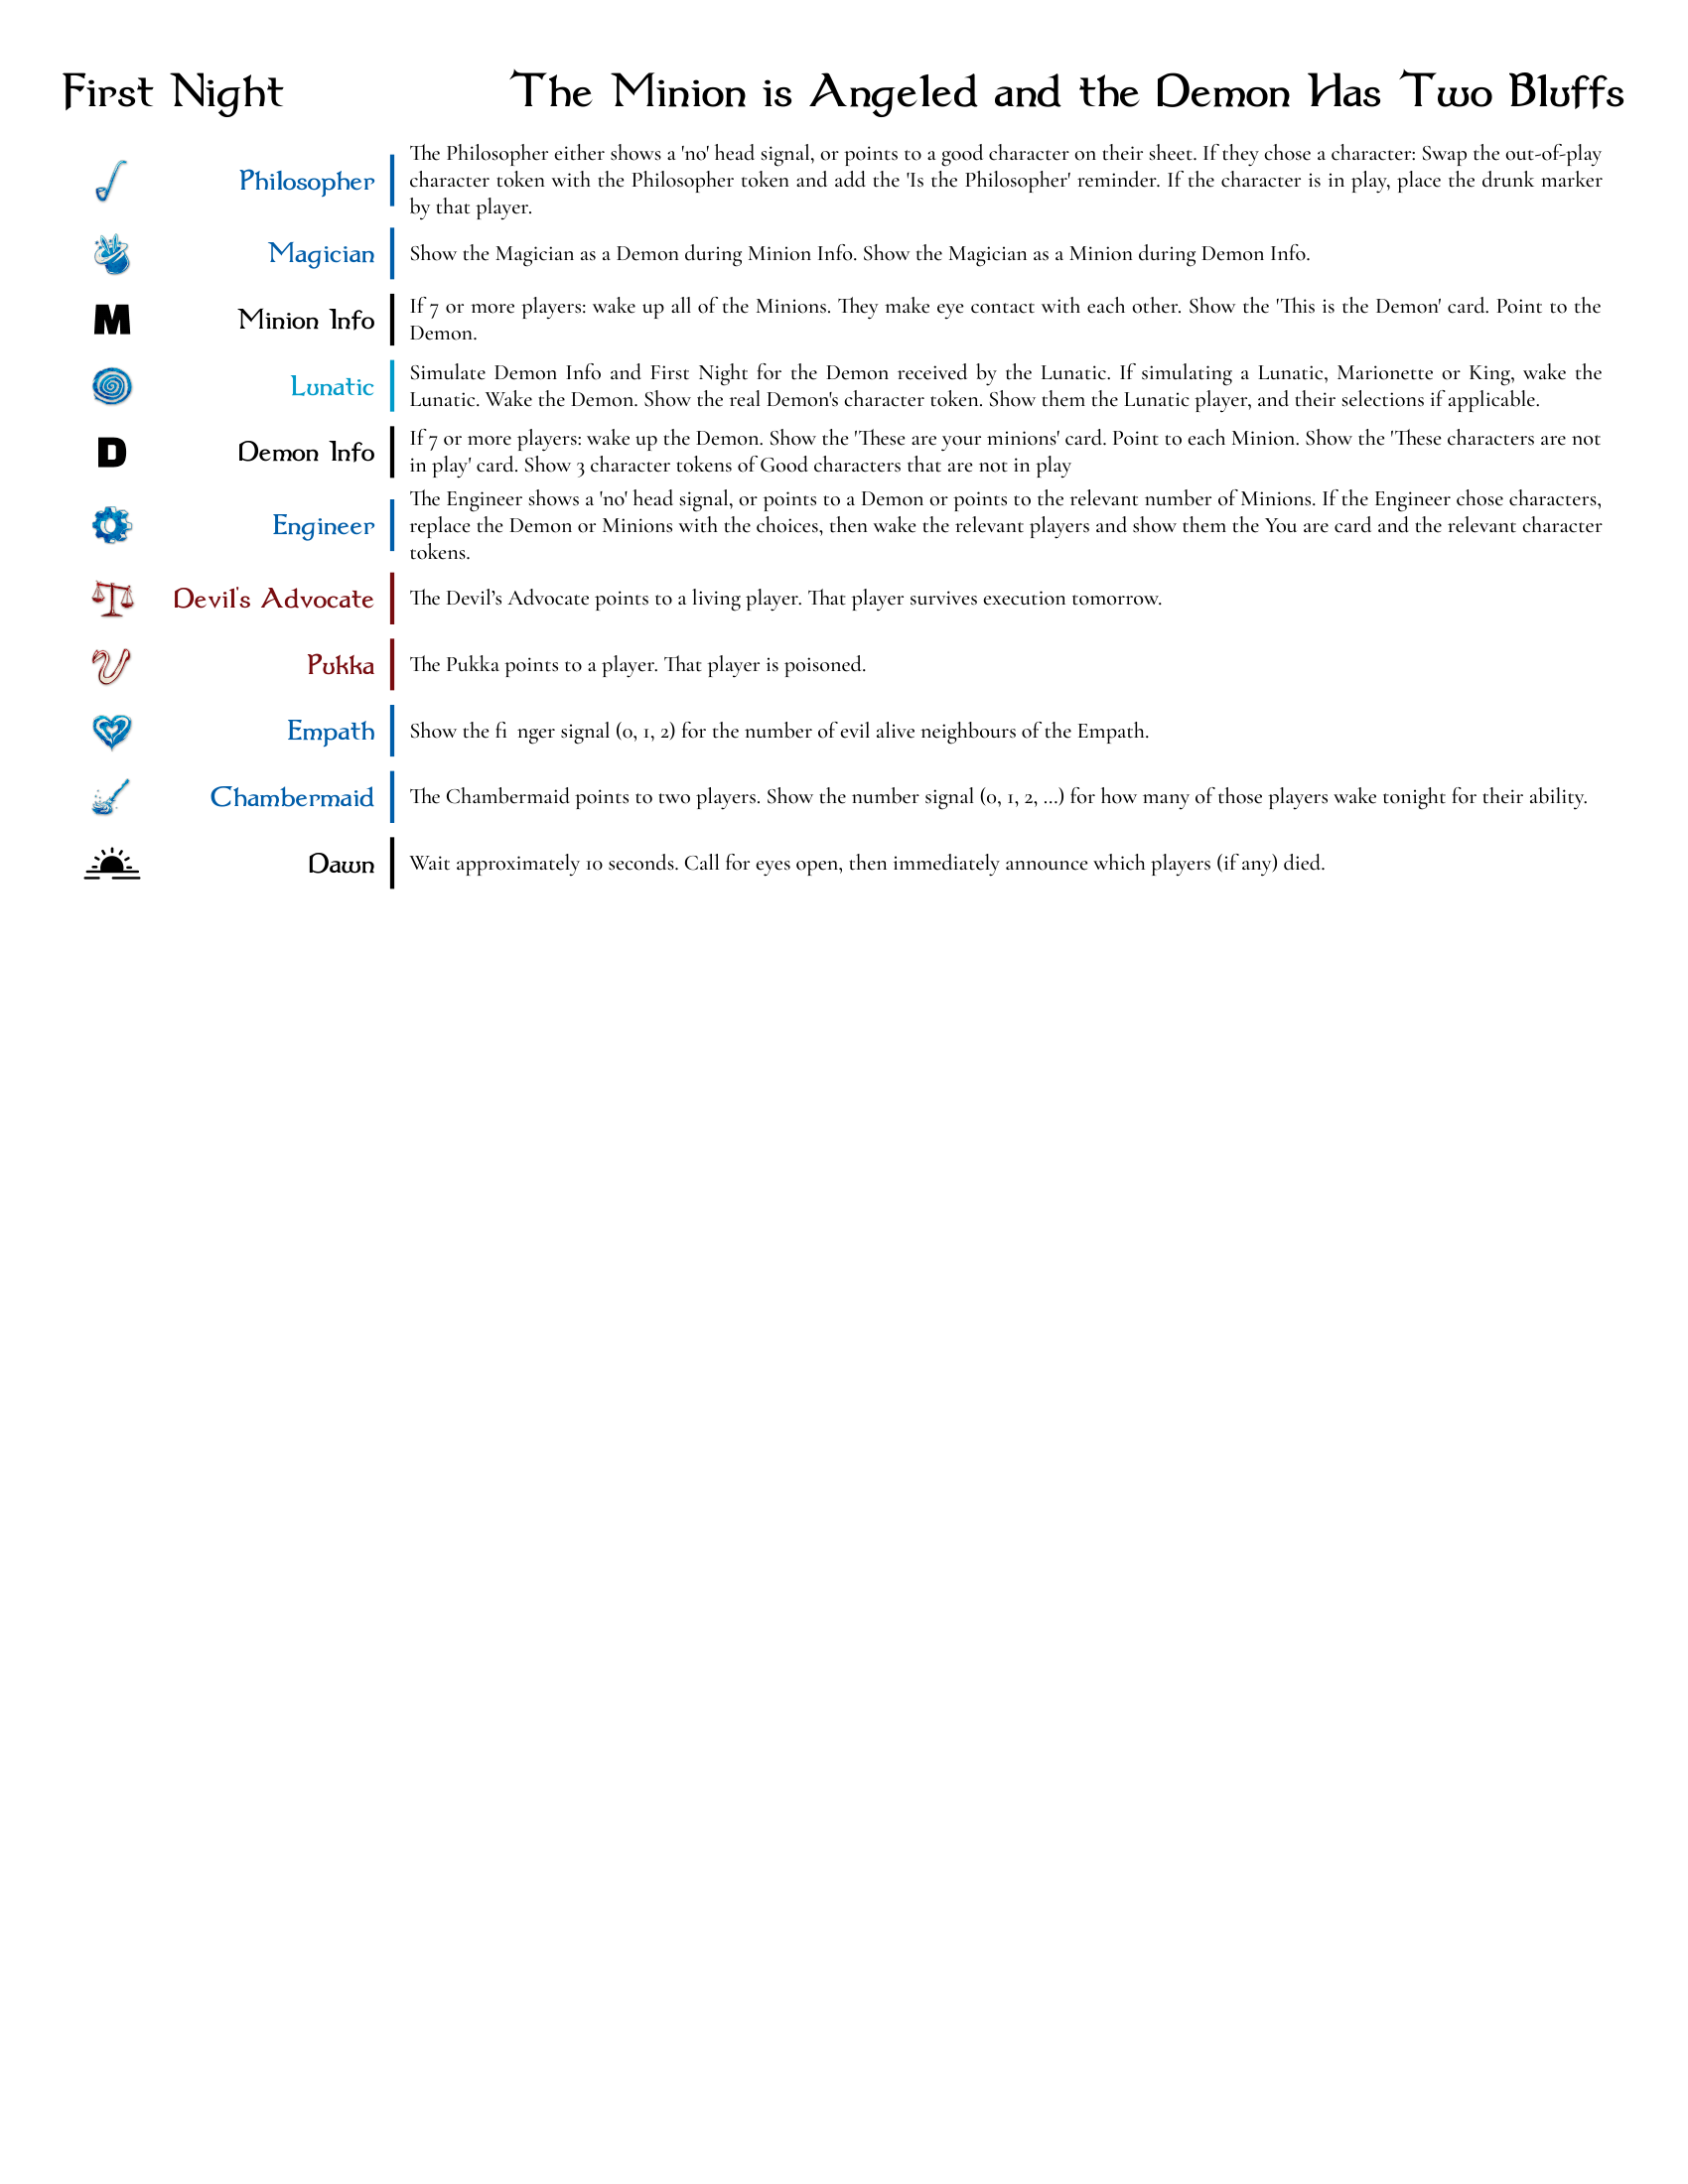 First Night
The Minion is Angeled and the Demon Has Two Bluffs
Philosopher
The Philosopher either shows a 'no' head signal, or points to a good character on their sheet. If they chose a character: Swap the out-of-play
character token with the Philosopher token and add the 'Is the Philosopher' reminder. If the character is in play, place the drunk marker
by that player.
Magician
Show the Magician as a Demon during Minion Info. Show the Magician as a Minion during Demon Info.
M
Minion Info
If 7 or more players: wake up all of the Minions. They make eye contact with each other. Show the 'This is the Demon' card. Point to the
Demon.
Lunatic
Simulate Demon Info and First Night for the Demon received by the Lunatic. If simulating a Lunatic, Marionette or King, wake the
Lunatic. Wake the Demon. Show the real Demon's character token. Show them the Lunatic player, and their selections if applicable.
D
Demon Info
If 7 or more players: wake up the Demon. Show the 'These are your minions' card. Point to each Minion. Show the 'These characters are not
in play' card. Show 3 character tokens of Good characters that are not in play
Engineer
The Engineer shows a 'no' head signal, or points to a Demon or points to the relevant number of Minions. If the Engineer chose characters,
replace the Demon or Minions with the choices, then wake the relevant players and show them the You are card and the relevant character
tokens.
Devil's Advocate
The Devil’s Advocate points to a living player. That player survives execution tomorrow.
Pukka
The Pukka points to a player. That player is poisoned.
Empath
Show the fi nger signal (0, 1, 2) for the number of evil alive neighbours of the Empath.
Chambermaid
The Chambermaid points to two players. Show the number signal (0, 1, 2, …) for how many of those players wake tonight for their ability.
Dawn
Wait approximately 10 seconds. Call for eyes open, then immediately announce which players (if any) died.